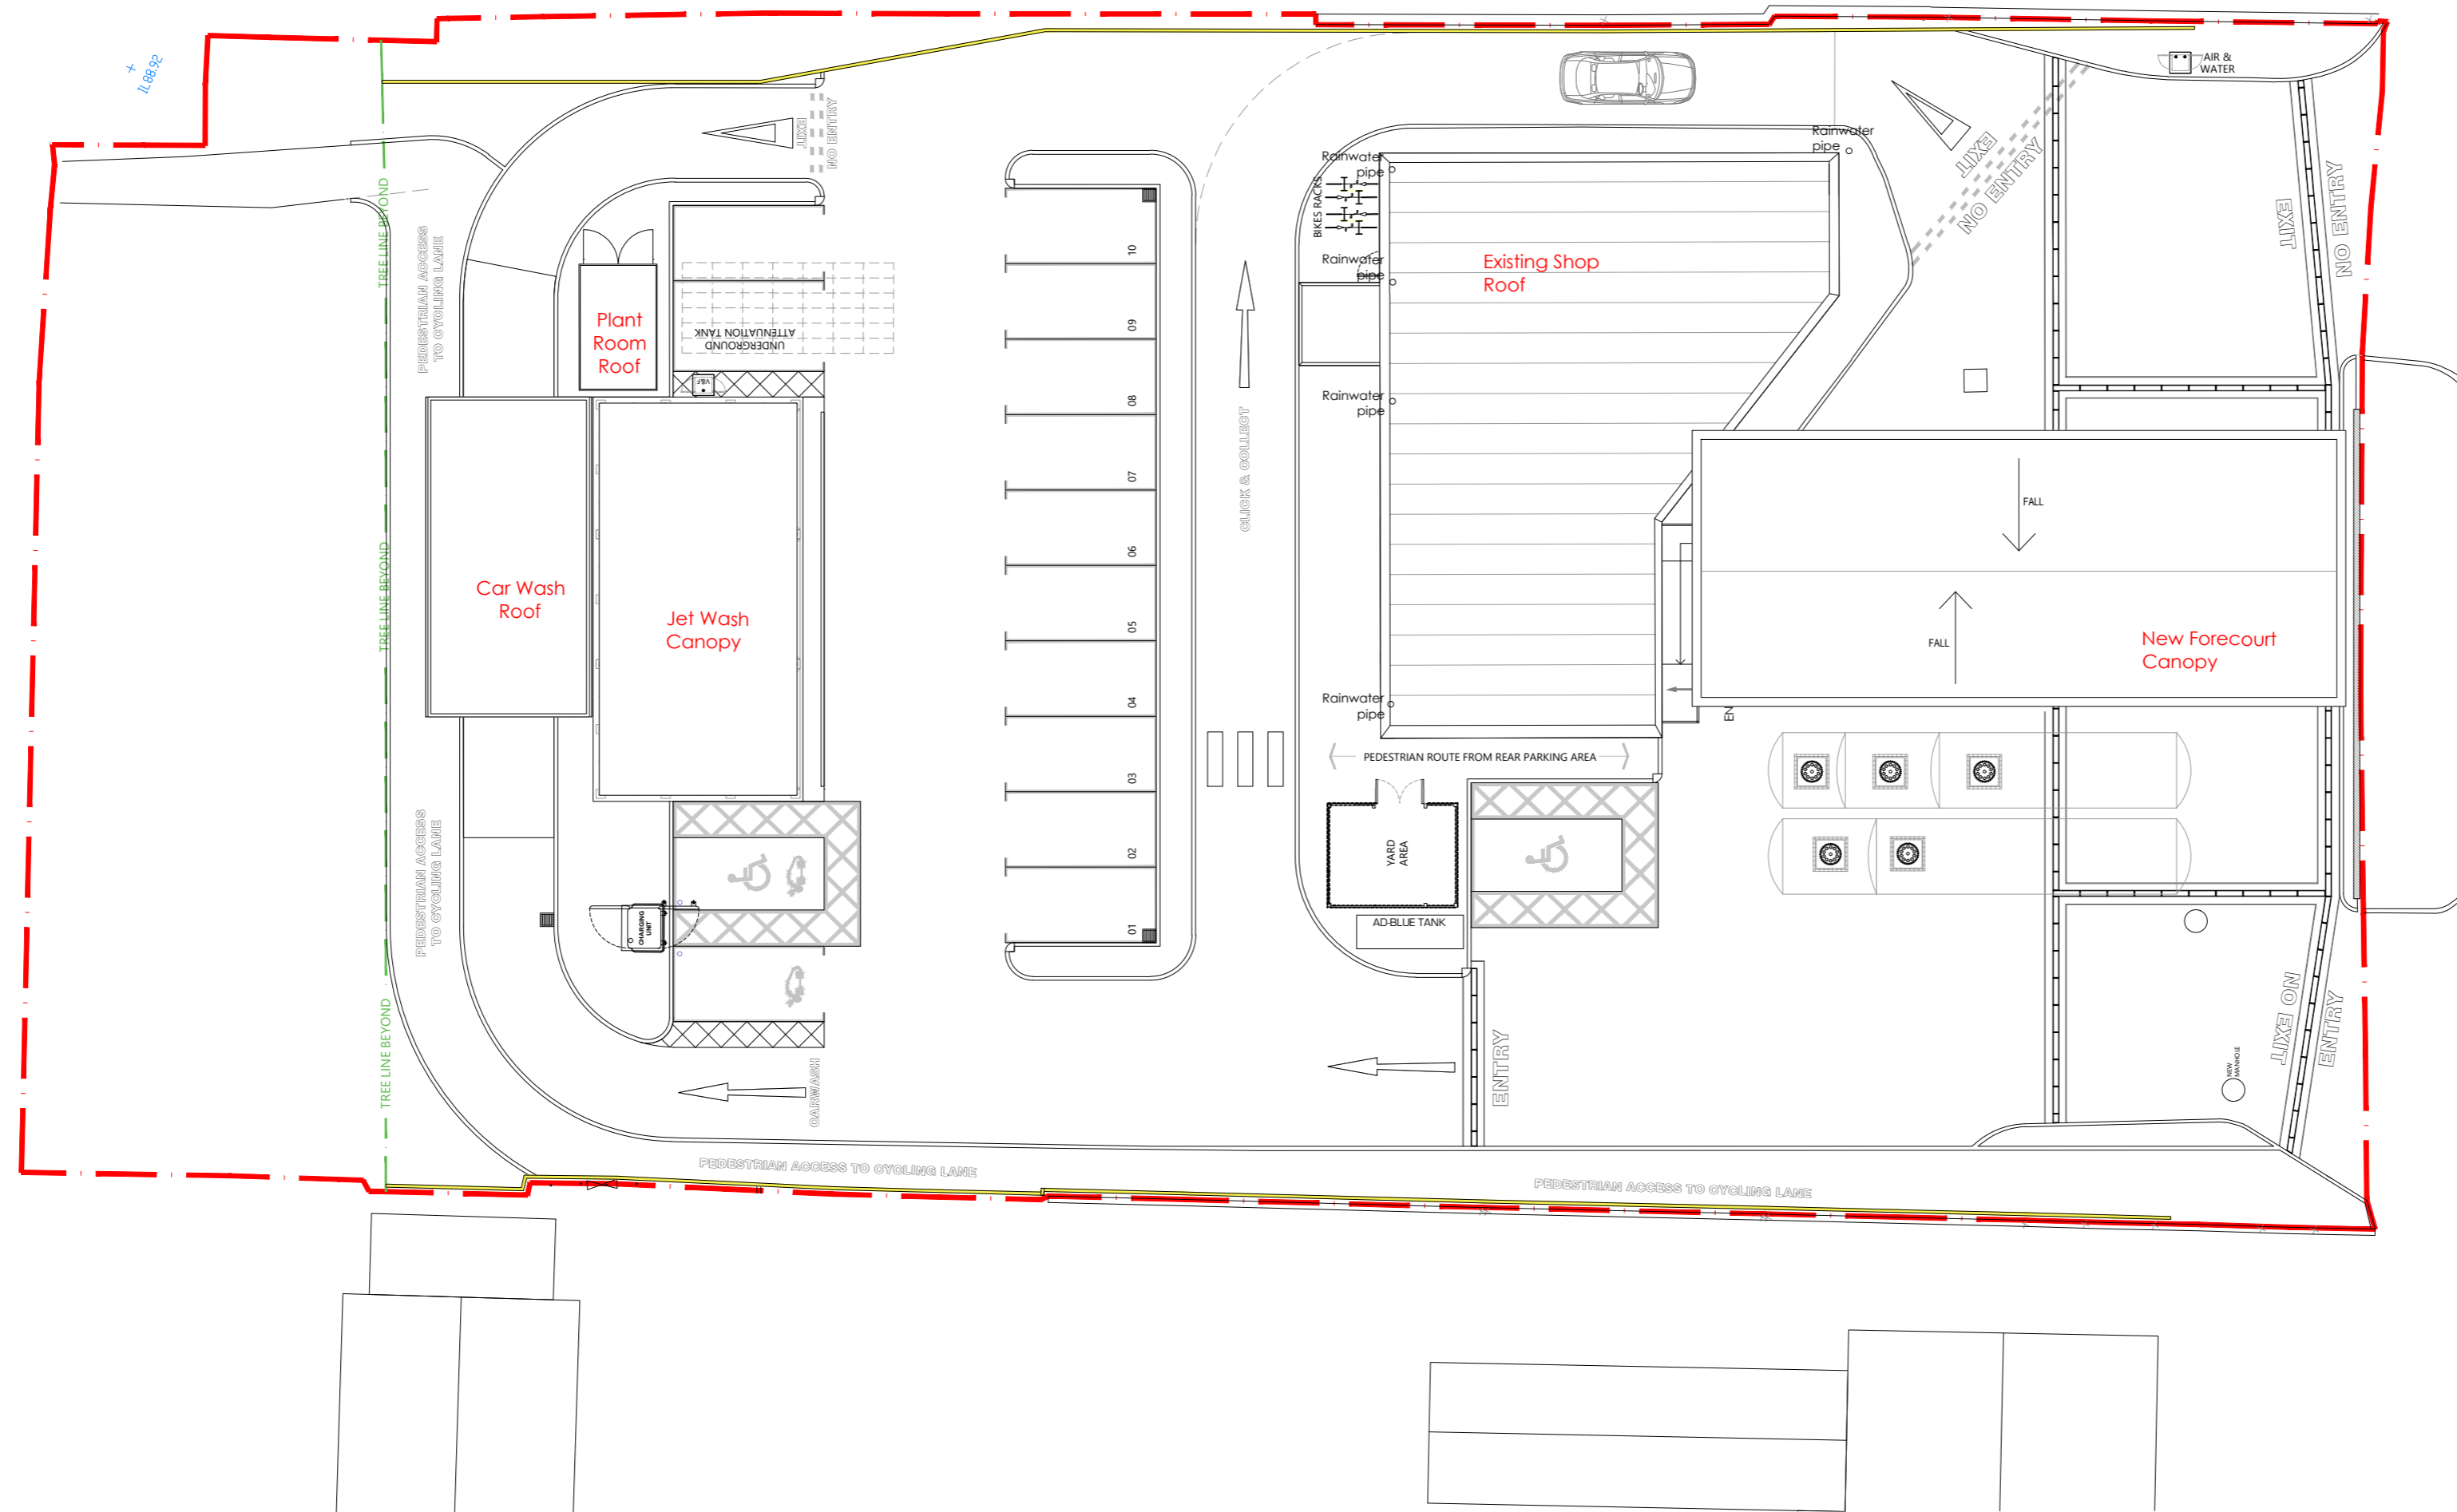 IL88.92
AIR &
WATER
EXIT
NO ENTRY
Rainwater
pipe
Rainwater
pipe
BIKES RACKS
EXIT
NO ENTRY
EXIT
NO ENTRY
TREE LINE BEYOND
PEDESTRIAN ACCESS
TO CYCLING LANE
Plant
Room
Roof
UNDERGROUND
ATTENUATION TANK
10
09
08
07
06
05
04
03
02
01
CLICK & COLLECT
Rainwater
pipe
Existing Shop
Roof
Rainwater
pipe
FALL
FALL
New Forecourt
Canopy
TREE LINE BEYOND
Car Wash
Roof
Jet Wash
Canopy
Rainwater
pipe
EN
PEDESTRIAN ROUTE FROM REAR PARKING AREA
YARD
AREA
AD-BLUE TANK
PEDESTRIAN ACCESS
TO CYCLING LANE
CHARGING
UNIT
TREE LINE BEYOND
CARWASH
ENTRY
NO EXIT
ENTRY
NEW
MANHOLE
PEDESTRIAN ACCESS TO CYCLING LANE
PEDESTRIAN ACCESS TO CYCLING LANE